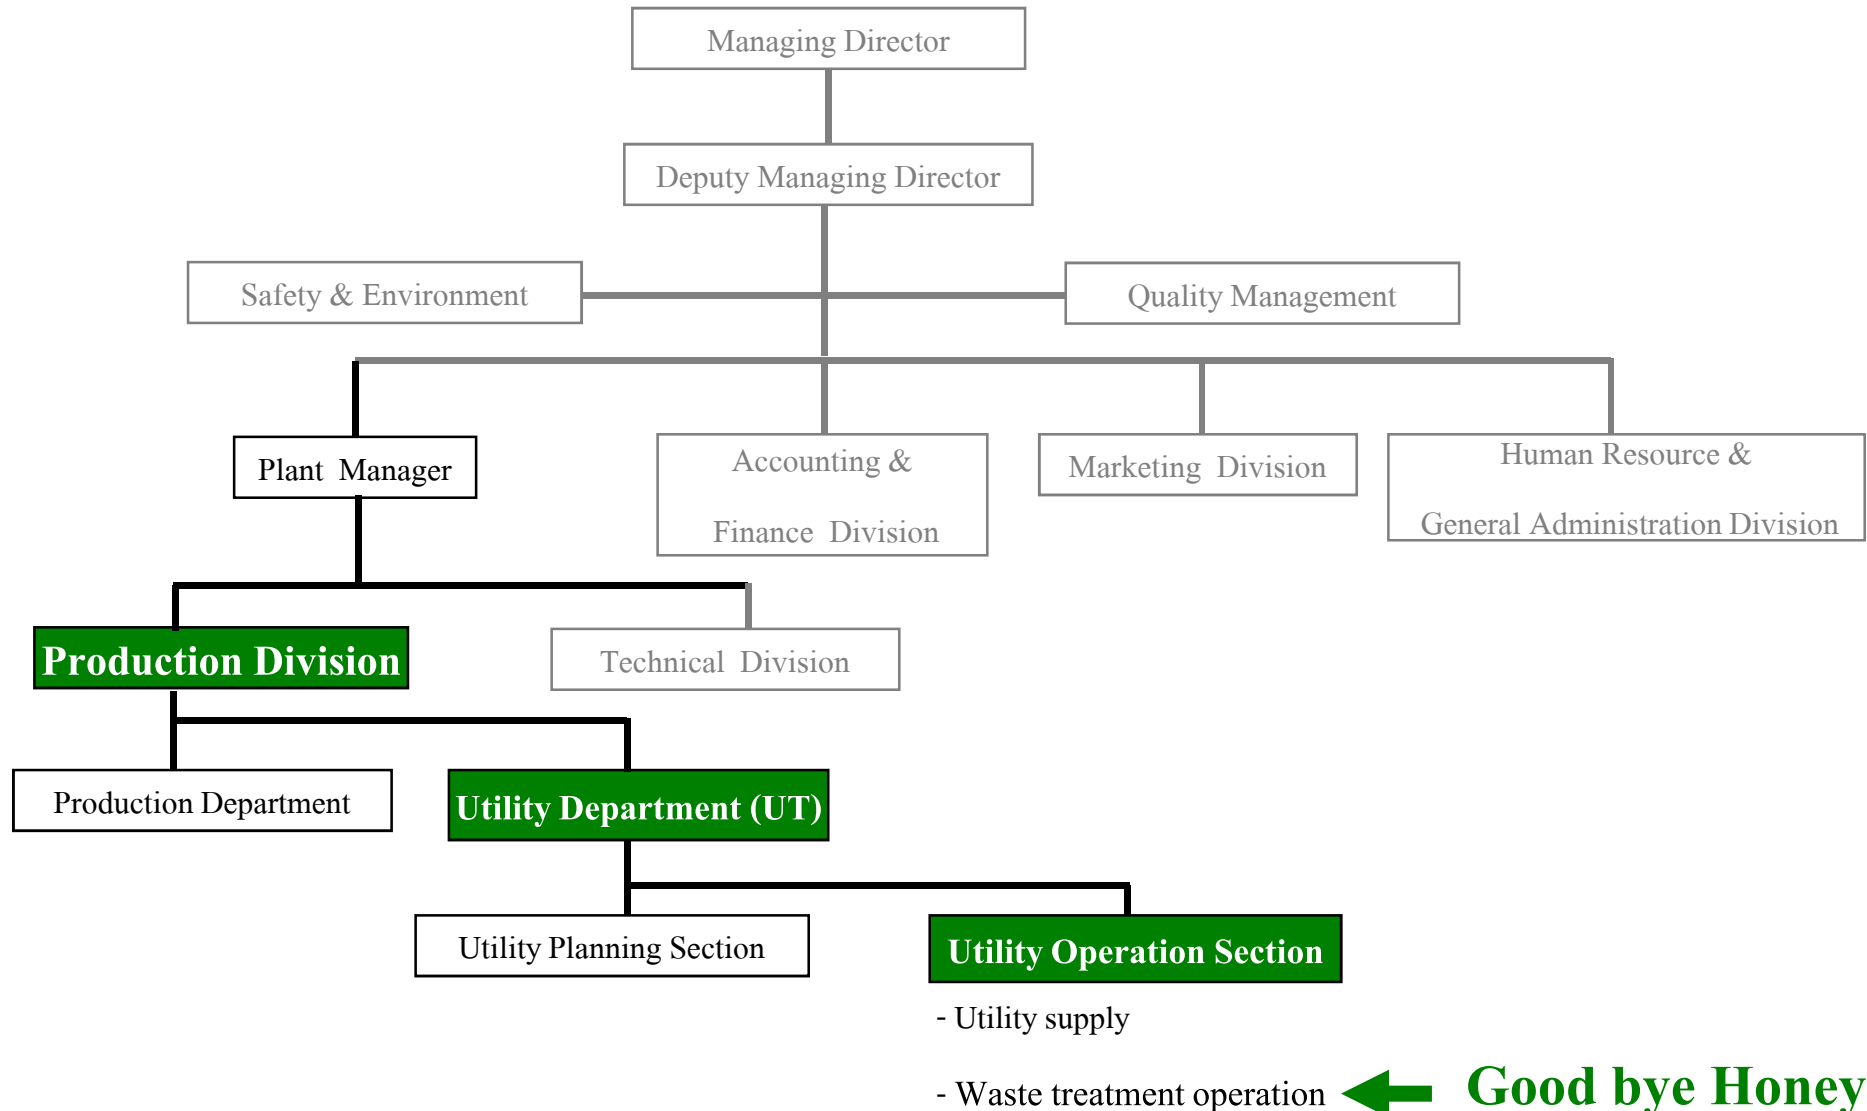 Managing Director
Deputy Managing Director
Safety & Environment
Quality Management
Plant Manager
Accounting &
Finance Division
Marketing Division
Human Resource &
General Administration Division
Production Division
Technical Division
Production Department
Utility Department (UT)
Utility Planning Section
Utility Operation Section
- Utility supply
- Waste treatment operation
Good bye Honey